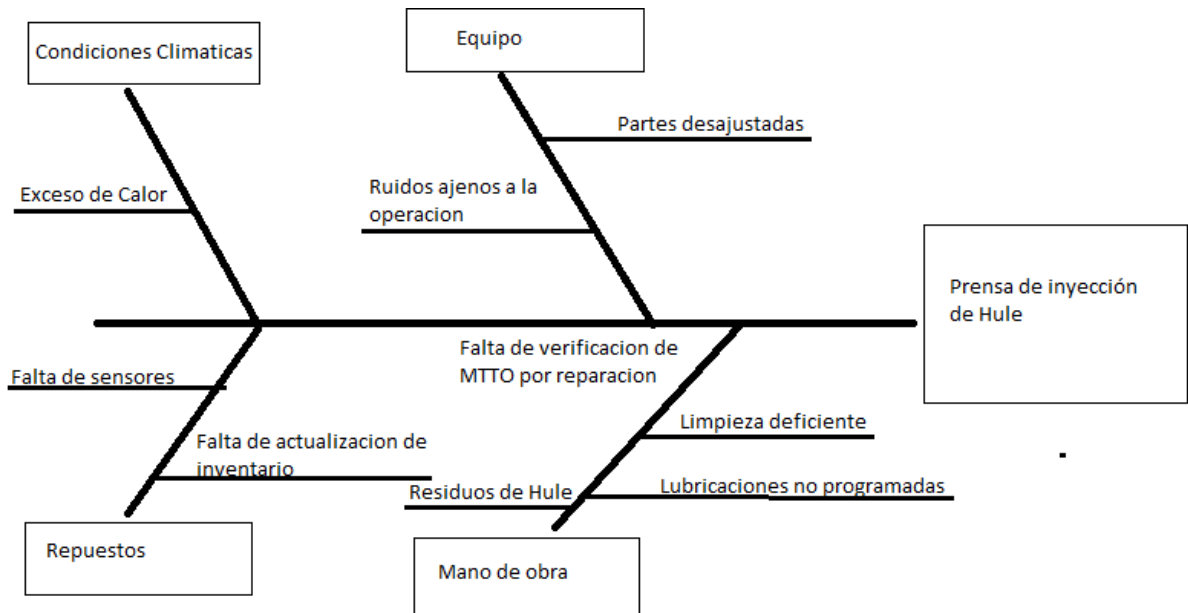 Condiciones Climaticas
Equipo
Partes desajustadas
Exceso de Calor
Ruidos ajenos a la
operacion
Prensa de inyección
de Hule
Falta de verificacion de
MTTO por reparacion
Falta de sensores
Limpieza deficiente
Falta de actualizacion de
inventario
Residuos de Hule
Lubricaciones no programadas
Repuestos
Mano de obra